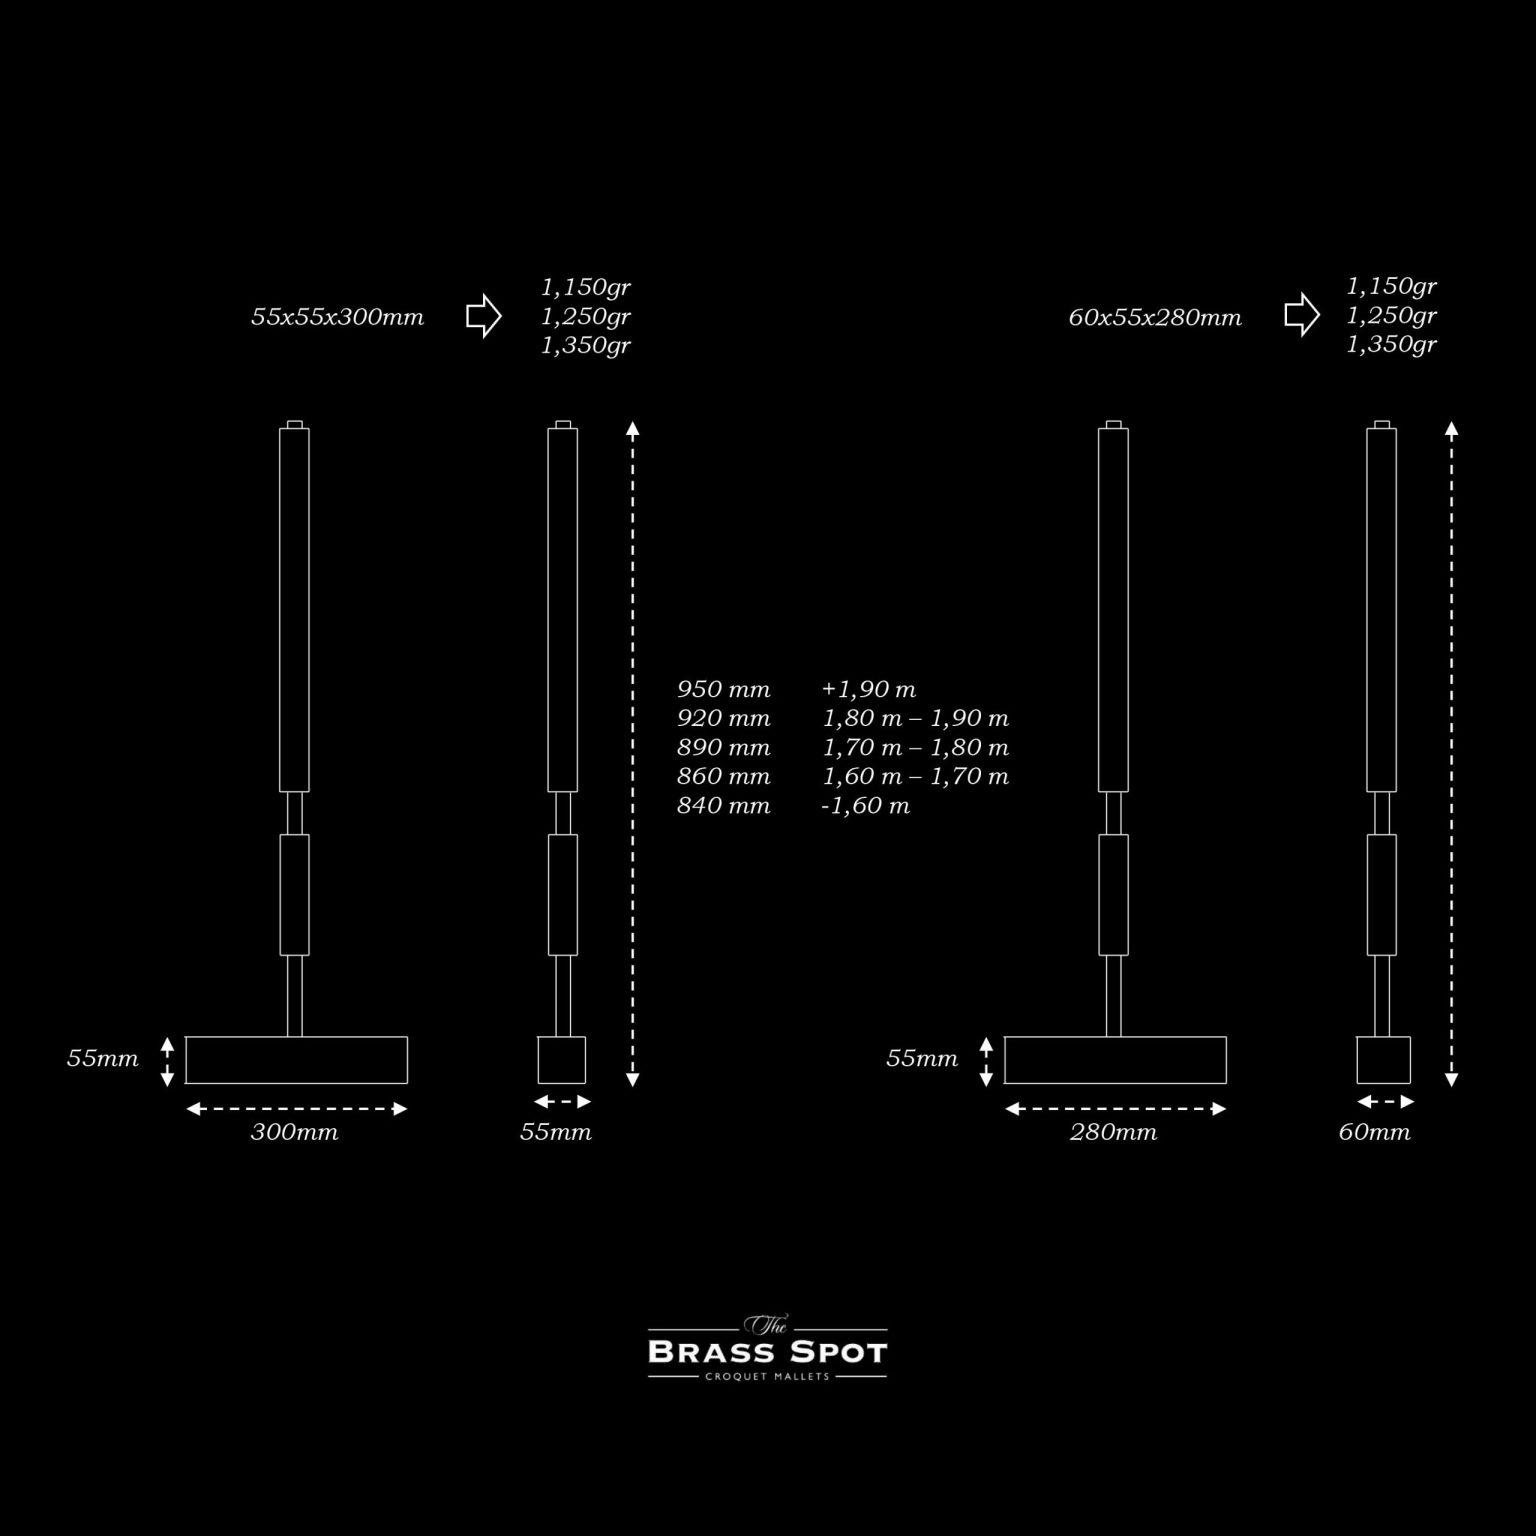 55x55x300mm
1,150gr
1,250gr
1,350gr
60x55x280mm
1,150gr
1,250gr
1,350gr
950 mm +1,90 m
920 mm 1,80 m – 1,90 m
890 mm 1,70 m – 1,80 m
860 mm 1,60 m – 1,70 m
840 mm -1,60 m
55mm
300mm
55mm
55mm
280mm
60mm
The
BRASS SPOT
CROQUET MALLETS